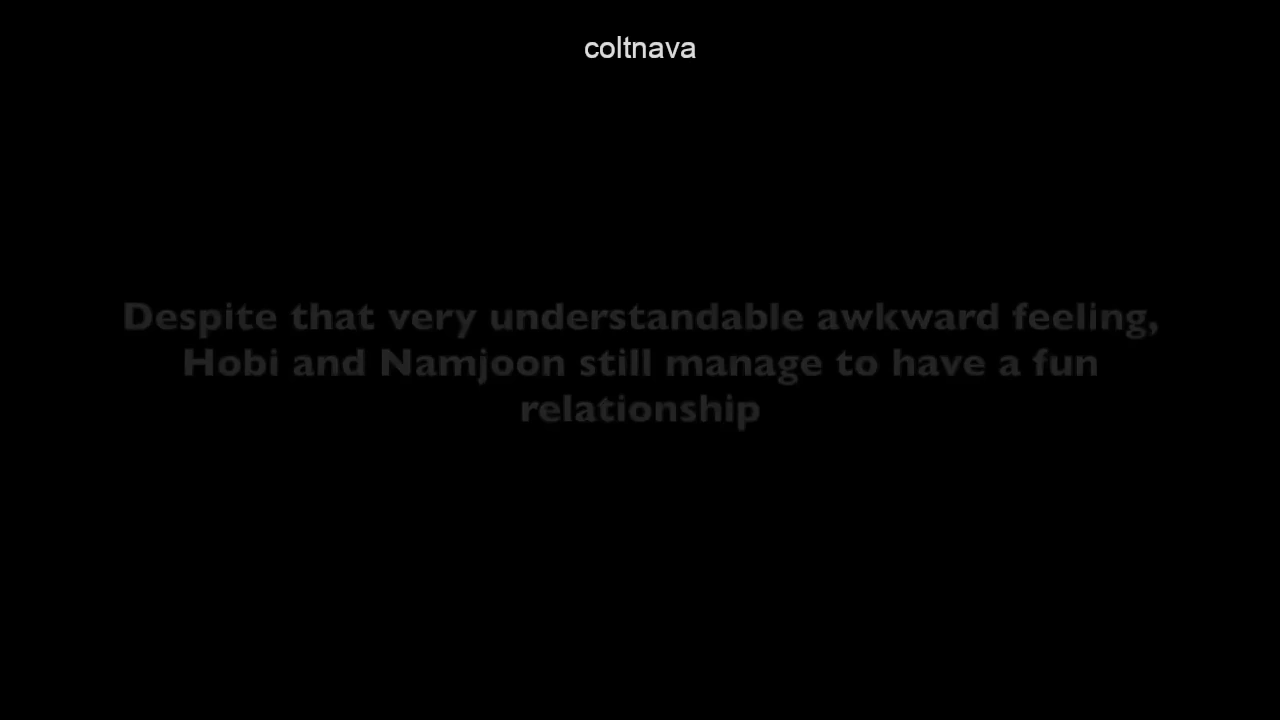 coltnava
Despite that very understandable awkward feeling,
Hobi and Namjoon still manage to have a fun
relationship